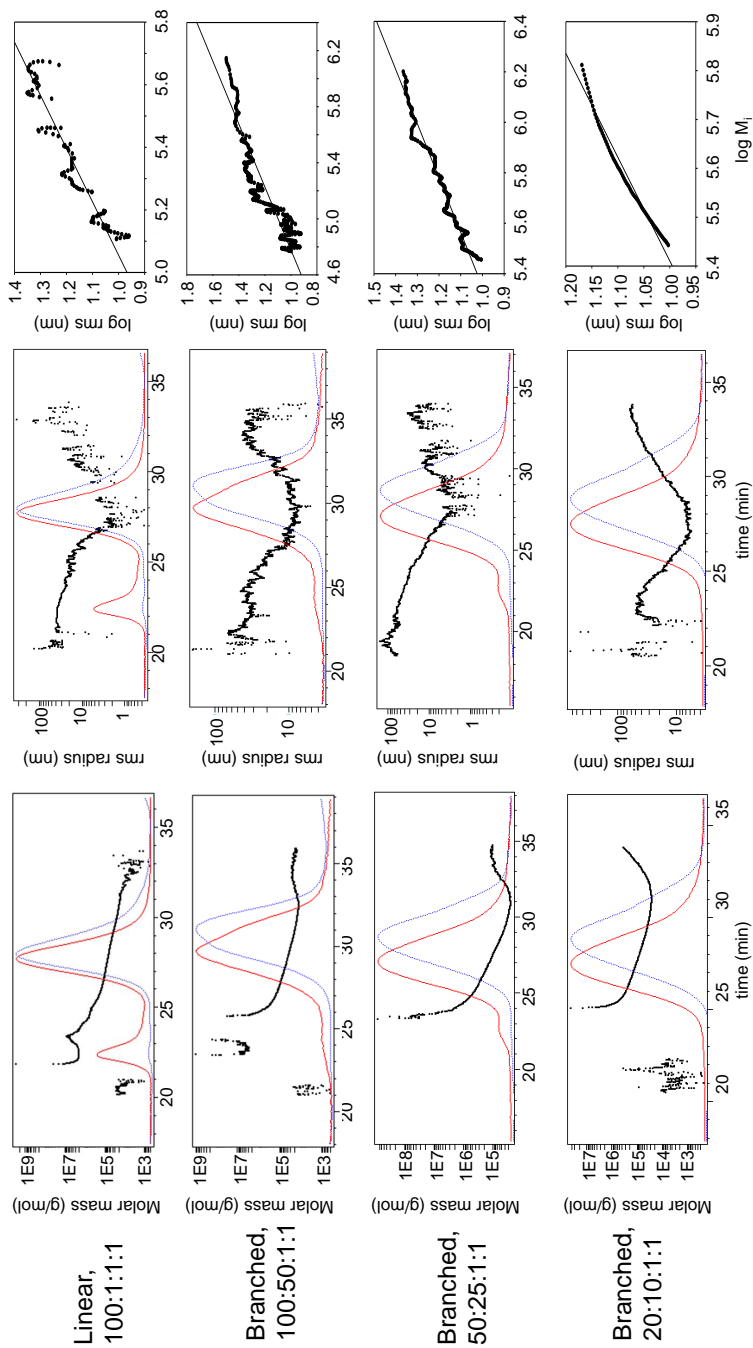 Linear,
100:1:1:1
Molar mass (g/mol)
1E9
1E7
1E5
1E3
20 25 30 35
rms radius (nm)
100
10
1
20 25 30 35
log rms (nm)
1.4
1.3
1.2
1.1
1.0
0.9
5.0 5.2 5.4 5.6 5.8
Branched,
100:50:1:1
Molar mass (g/mol)
1E9
1E7
1E5
1E3
20 25 30 35
rms radius (nm)
100
10
20 25 30 35
log rms (nm)
1.6
1.4
1.2
1.0
0.8
4.6 5.0 5.4 5.8 6.2
Branched,
50:25:1:1
Molar mass (g/mol)
1E8
1E7
1E6
1E5
20 25 30 35
rms radius (nm)
100
10
1
20 25 30 35
log rms (nm)
1.5
1.4
1.3
1.2
1.1
1.0
5.4 5.6 5.8 6.0 6.2 6.4
Branched,
20:10:1:1
Molar mass (g/mol)
1E7
1E6
1E5
1E4
1E3
20 25 30 35
time (min)
rms radius (nm)
100
10
20 25 30 35
time (min)
log rms (nm)
1.20
1.15
1.10
1.05
1.00
0.95
5.4 5.5 5.6 5.7 5.8 5.9
log Mi